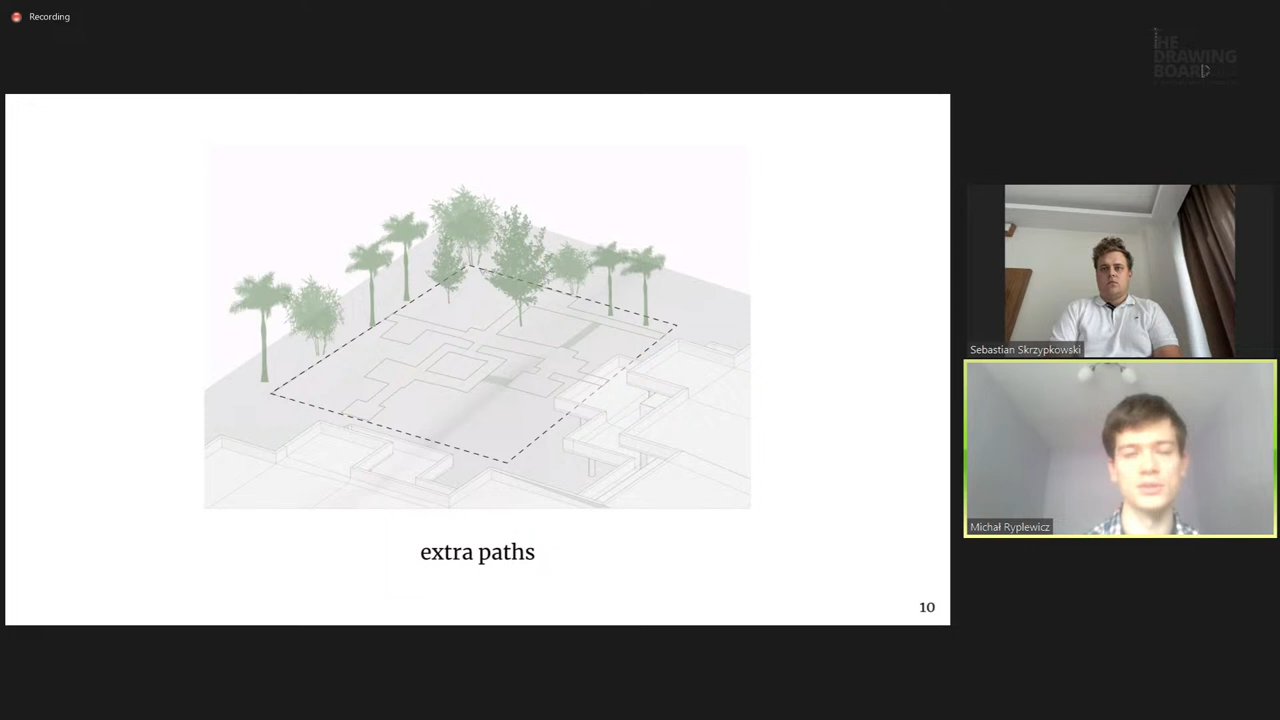 Recording
THE
DRAWING
BOARD
extra paths
10
Sebastian Skrzypkowski
Michał Ryplewicz